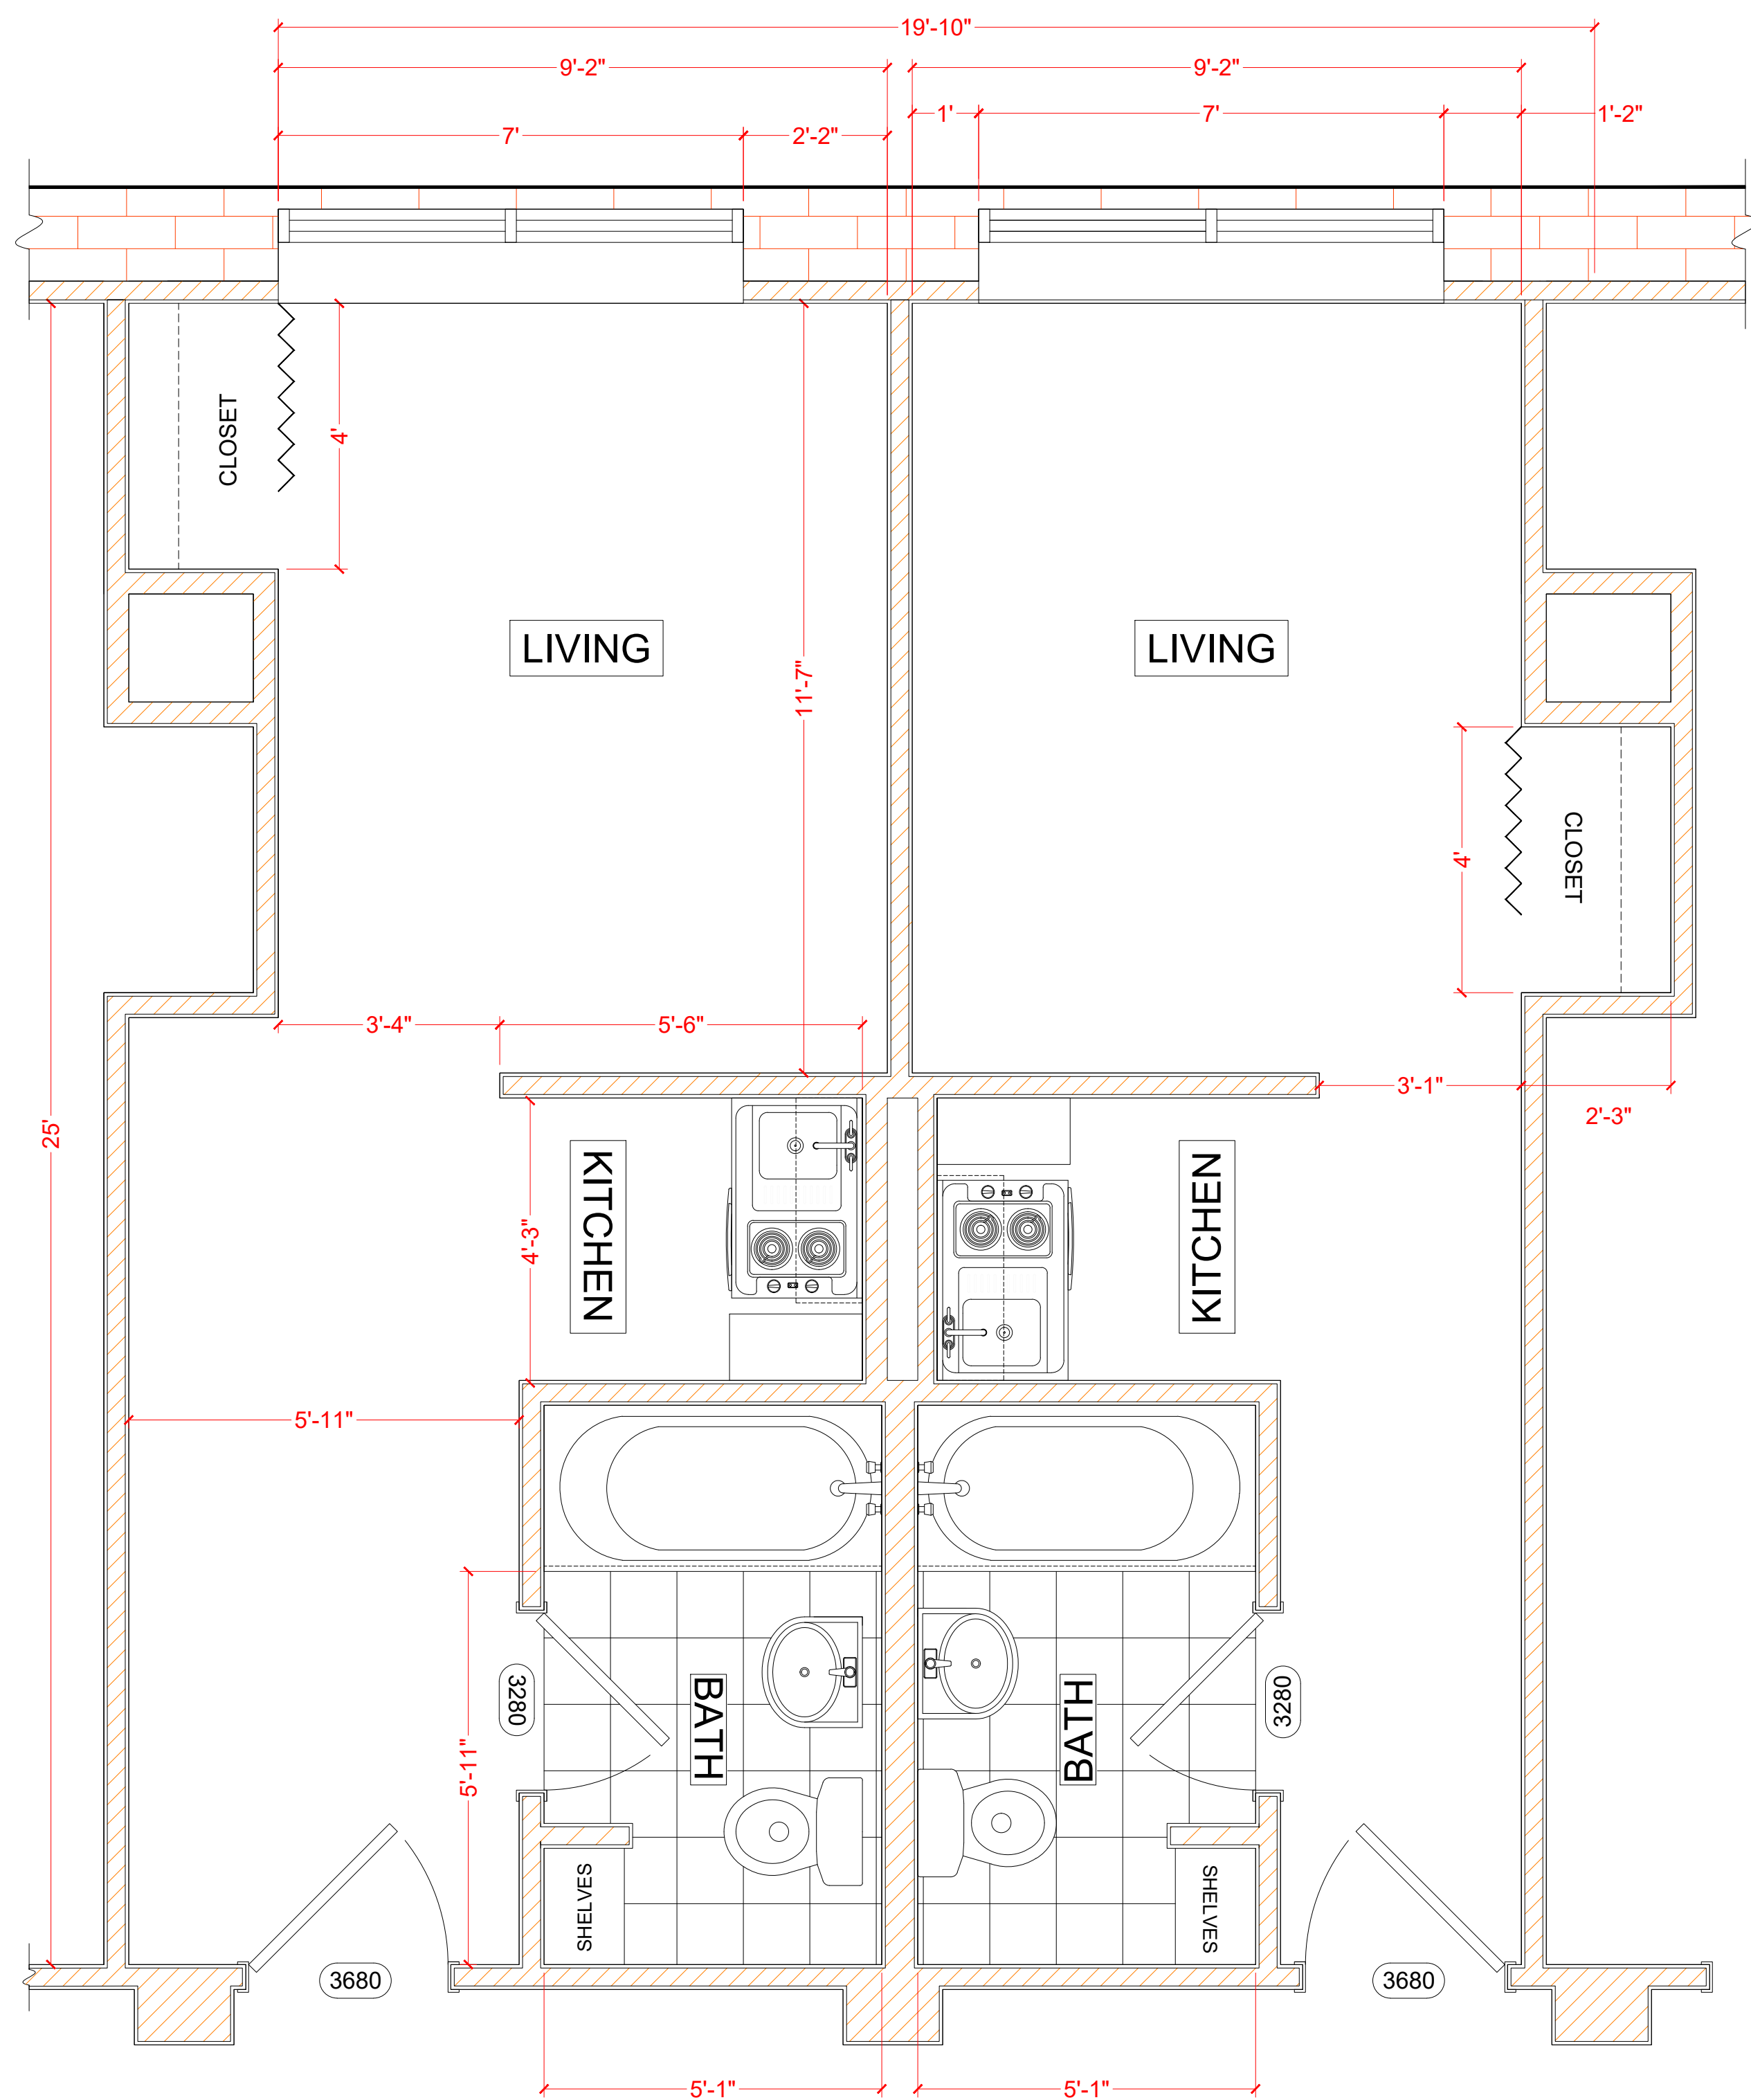 19'-10"
9'-2"
9'-2"
7'
2'-2"
1'
7'
1'-2"
CLOSET
4'
LIVING
LIVING
11'-7"
4'
CLOSET
3'-4"
5'-6"
3'-1"
2'-3"
25'
KITCHEN
KITCHEN
4'-3"
5'-11"
3280
BATH
BATH
3280
5'-11"
SHELVES
SHELVES
3680
3680
5'-1"
5'-1"